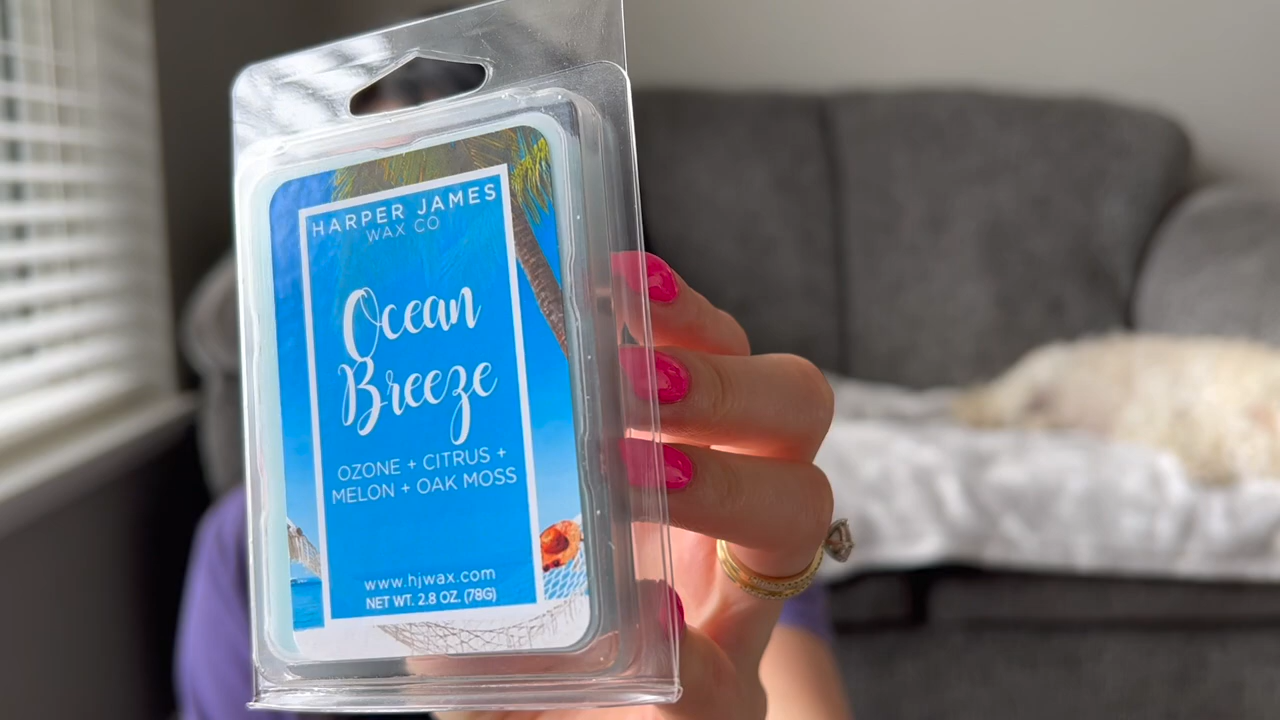 HARPER JAMES
WAX CO
Ocean
Breeze
OZONE + CITRUS +
MELON + OAK MOSS
www.hjwax.com
NET WT. 2.8 OZ. (78G)